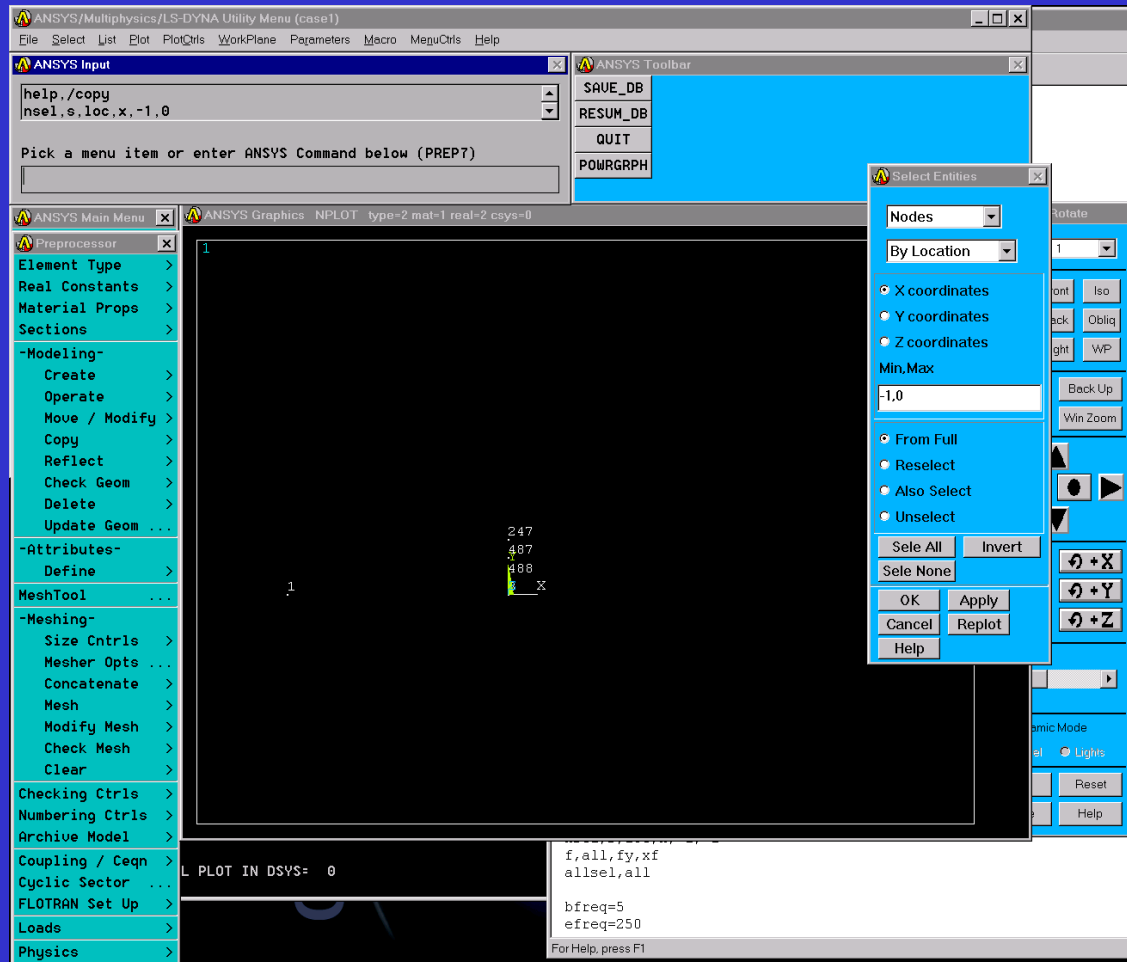 ANSYS/Multiphysics/LS-DYNA Utility Menu (case1)
File Select List Plot PlotCtrls WorkPlane Parameters Macro MenuCtrls Help
ANSYS Input
help,/copy
nsel,s,loc,x,-1,0
Pick a menu item or enter ANSYS Command below (PREP7)
ANSYS Toolbar
SAVE_DB
RESUM_DB
QUIT
POWRGRPH
ANSYS Main Menu
Preprocessor
Element Type >
Real Constants >
Material Props >
Sections >
-Modeling-
Create >
Operate >
Move / Modify >
Copy >
Reflect >
Check Geom >
Delete >
Update Geom ...
-Attributes-
Define >
MeshTool ...
-Meshing-
Size Cntrls >
Mesher Opts ...
Concatenate >
Mesh >
Modify Mesh >
Check Mesh >
Clear >
Checking Ctrls >
Numbering Ctrls >
Archive Model >
Coupling / Ceqn >
Cyclic Sector ...
FLOTRAN Set Up >
Loads >
Physics >
ANSYS Graphics NPLOT type=2 mat=1 real=2 csys=0
1
247
487
Y
488
1
X
Select Entities
Nodes
By Location
X coordinates
Y coordinates
Z coordinates
Min,Max
-1,0
From Full
Reselect
Also Select
Unselect
Sele All Invert
Sele None
OK Apply
Cancel Replot
Help
Rotate
1
ront Iso
ack Obliq
ght WP
Back Up
Win Zoom
+X
+Y
+Z
amic Mode
el Lights
Reset
Help
L PLOT IN DSYS= 0
f,all,fy,xf
allsel,all
bfreq=5
efreq=250
For Help, press F1